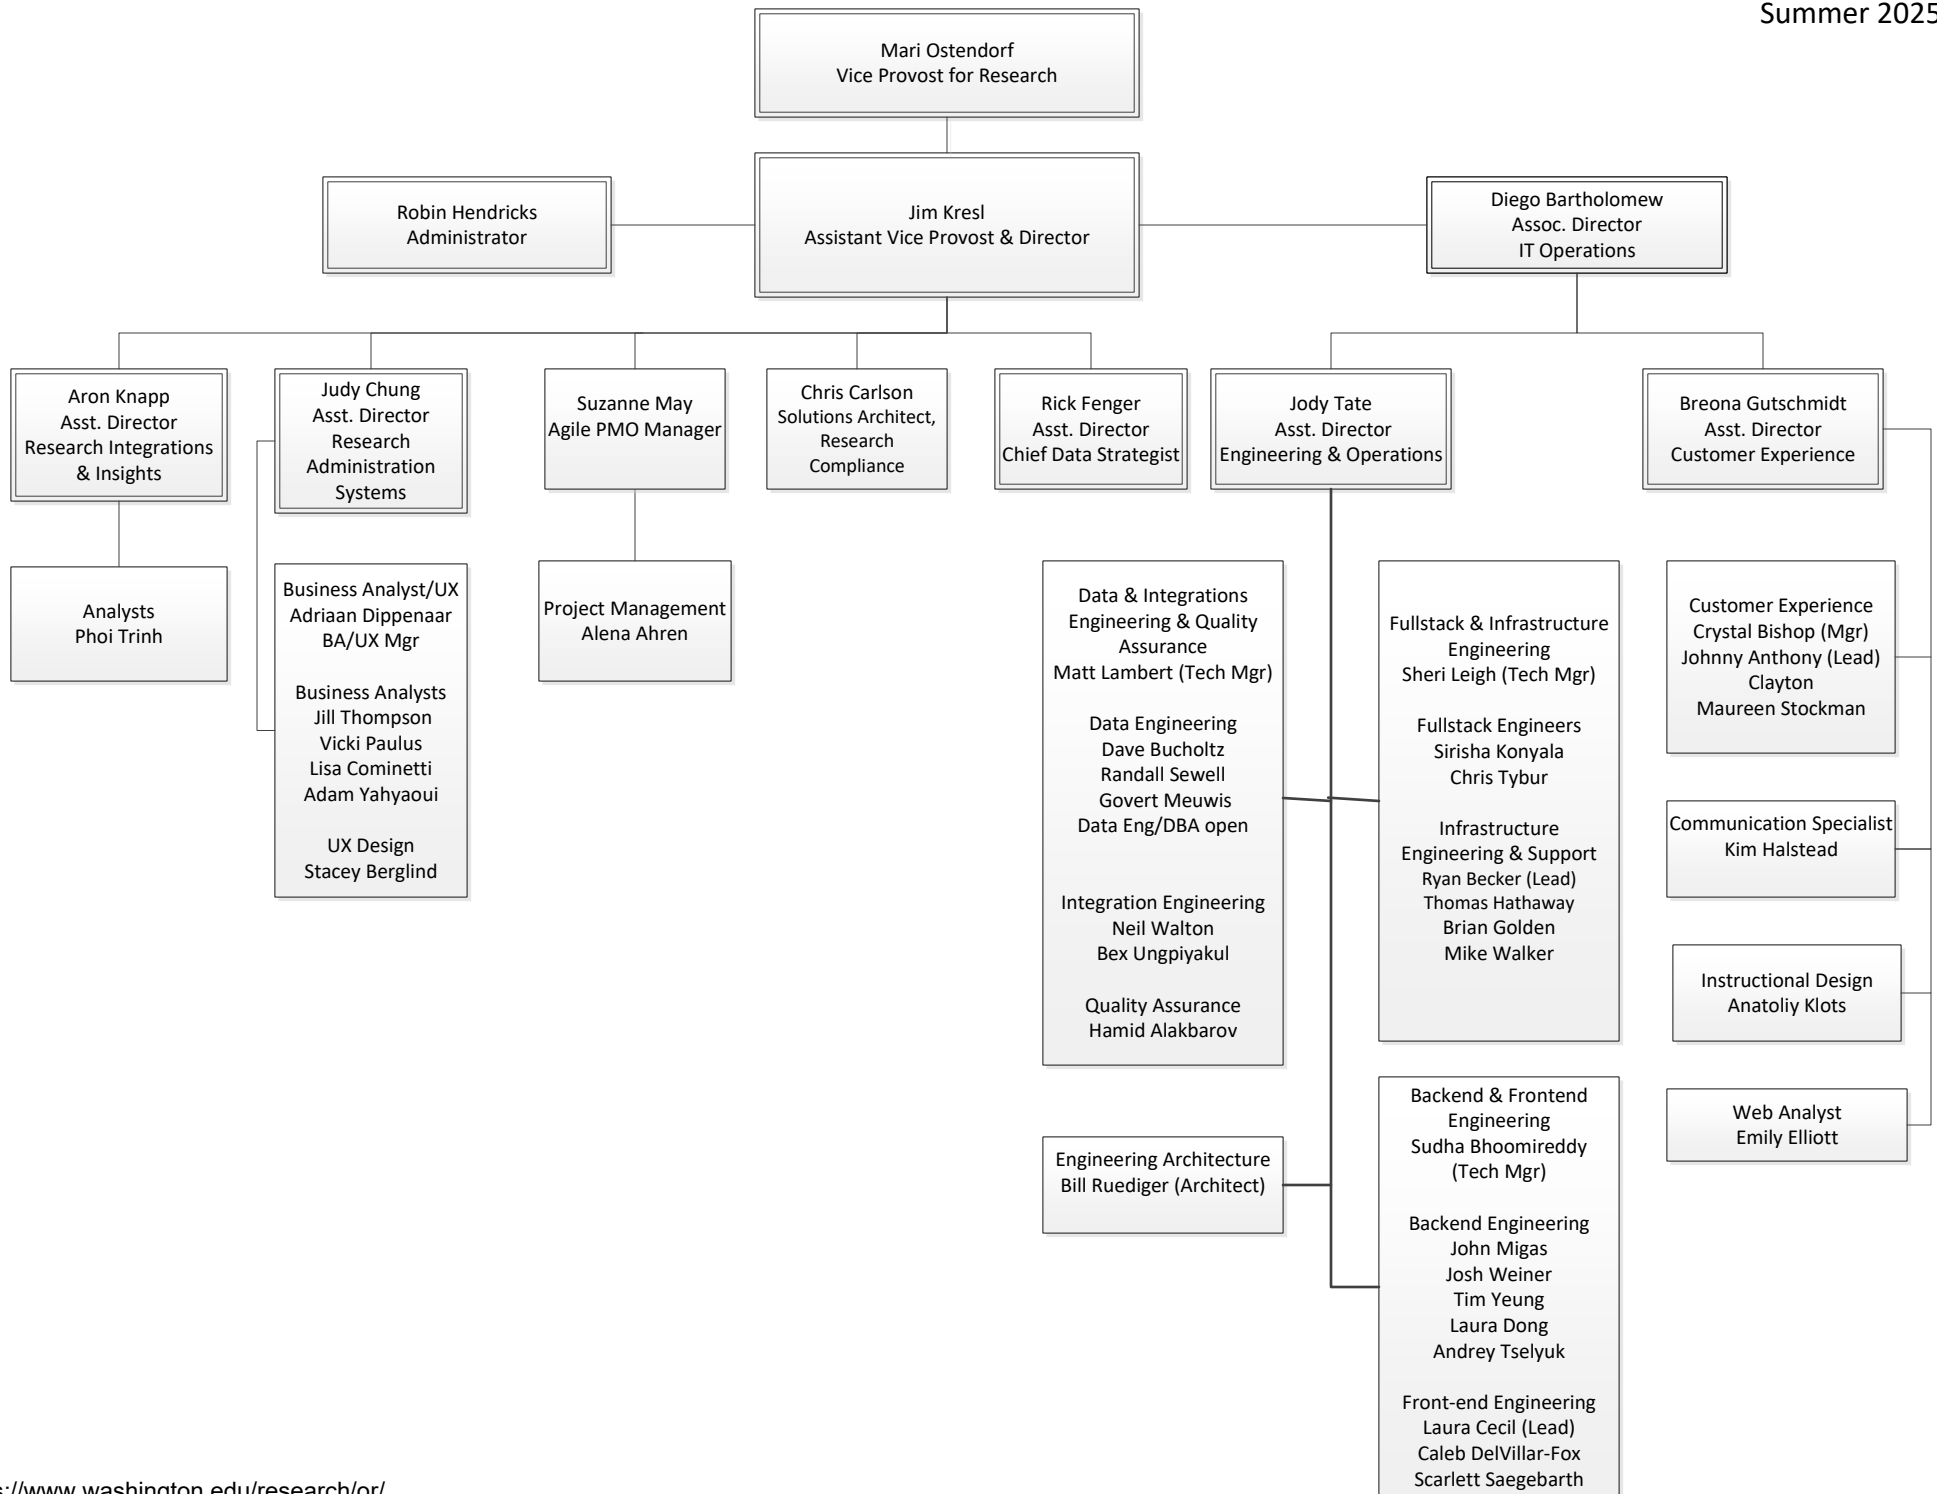 Summer 2025
Mari Ostendorf
Vice Provost for Research
Robin Hendricks
Administrator
Jim Kresl
Assistant Vice Provost & Director
Diego Bartholomew
Assoc. Director
IT Operations
Aron Knapp
Asst. Director
Research Integrations
& Insights
Judy Chung
Asst. Director
Research
Administration
Systems
Suzanne May
Agile PMO Manager
Chris Carlson
Solutions Architect,
Research
Compliance
Rick Fenger
Asst. Director
Chief Data Strategist
Jody Tate
Asst. Director
Engineering & Operations
Breona Gutschmidt
Asst. Director
Customer Experience
Analysts
Phoi Trinh
Business Analyst/UX
Adriaan Dippenaar
BA/UX Mgr
Business Analysts
Jill Thompson
Vicki Paulus
Lisa Cominetti
Adam Yahyaoui
UX Design
Stacey Berglind
Project Management
Alena Ahren
Data & Integrations
Engineering & Quality
Assurance
Matt Lambert (Tech Mgr)
Data Engineering
Dave Bucholtz
Randall Sewell
Govert Meuwis
Data Eng/DBA open
Integration Engineering
Neil Walton
Bex Ungpiyakul
Quality Assurance
Hamid Alakbarov
Fullstack & Infrastructure
Engineering
Sheri Leigh (Tech Mgr)
Fullstack Engineers
Sirisha Konyala
Chris Tybur
Infrastructure
Engineering & Support
Ryan Becker (Lead)
Thomas Hathaway
Brian Golden
Mike Walker
Customer Experience
Crystal Bishop (Mgr)
Johnny Anthony (Lead)
Clayton
Maureen Stockman
Communication Specialist
Kim Halstead
Instructional Design
Anatoliy Klots
Web Analyst
Emily Elliott
Engineering Architecture
Bill Ruediger (Architect)
Backend & Frontend
Engineering
Sudha Bhoomireddy
(Tech Mgr)
Backend Engineering
John Migas
Josh Weiner
Tim Yeung
Laura Dong
Andrey Tselyuk
Front-end Engineering
Laura Cecil (Lead)
Caleb DelVillar-Fox
Scarlett Saegebarth
s://www.washington.edu/research/or/